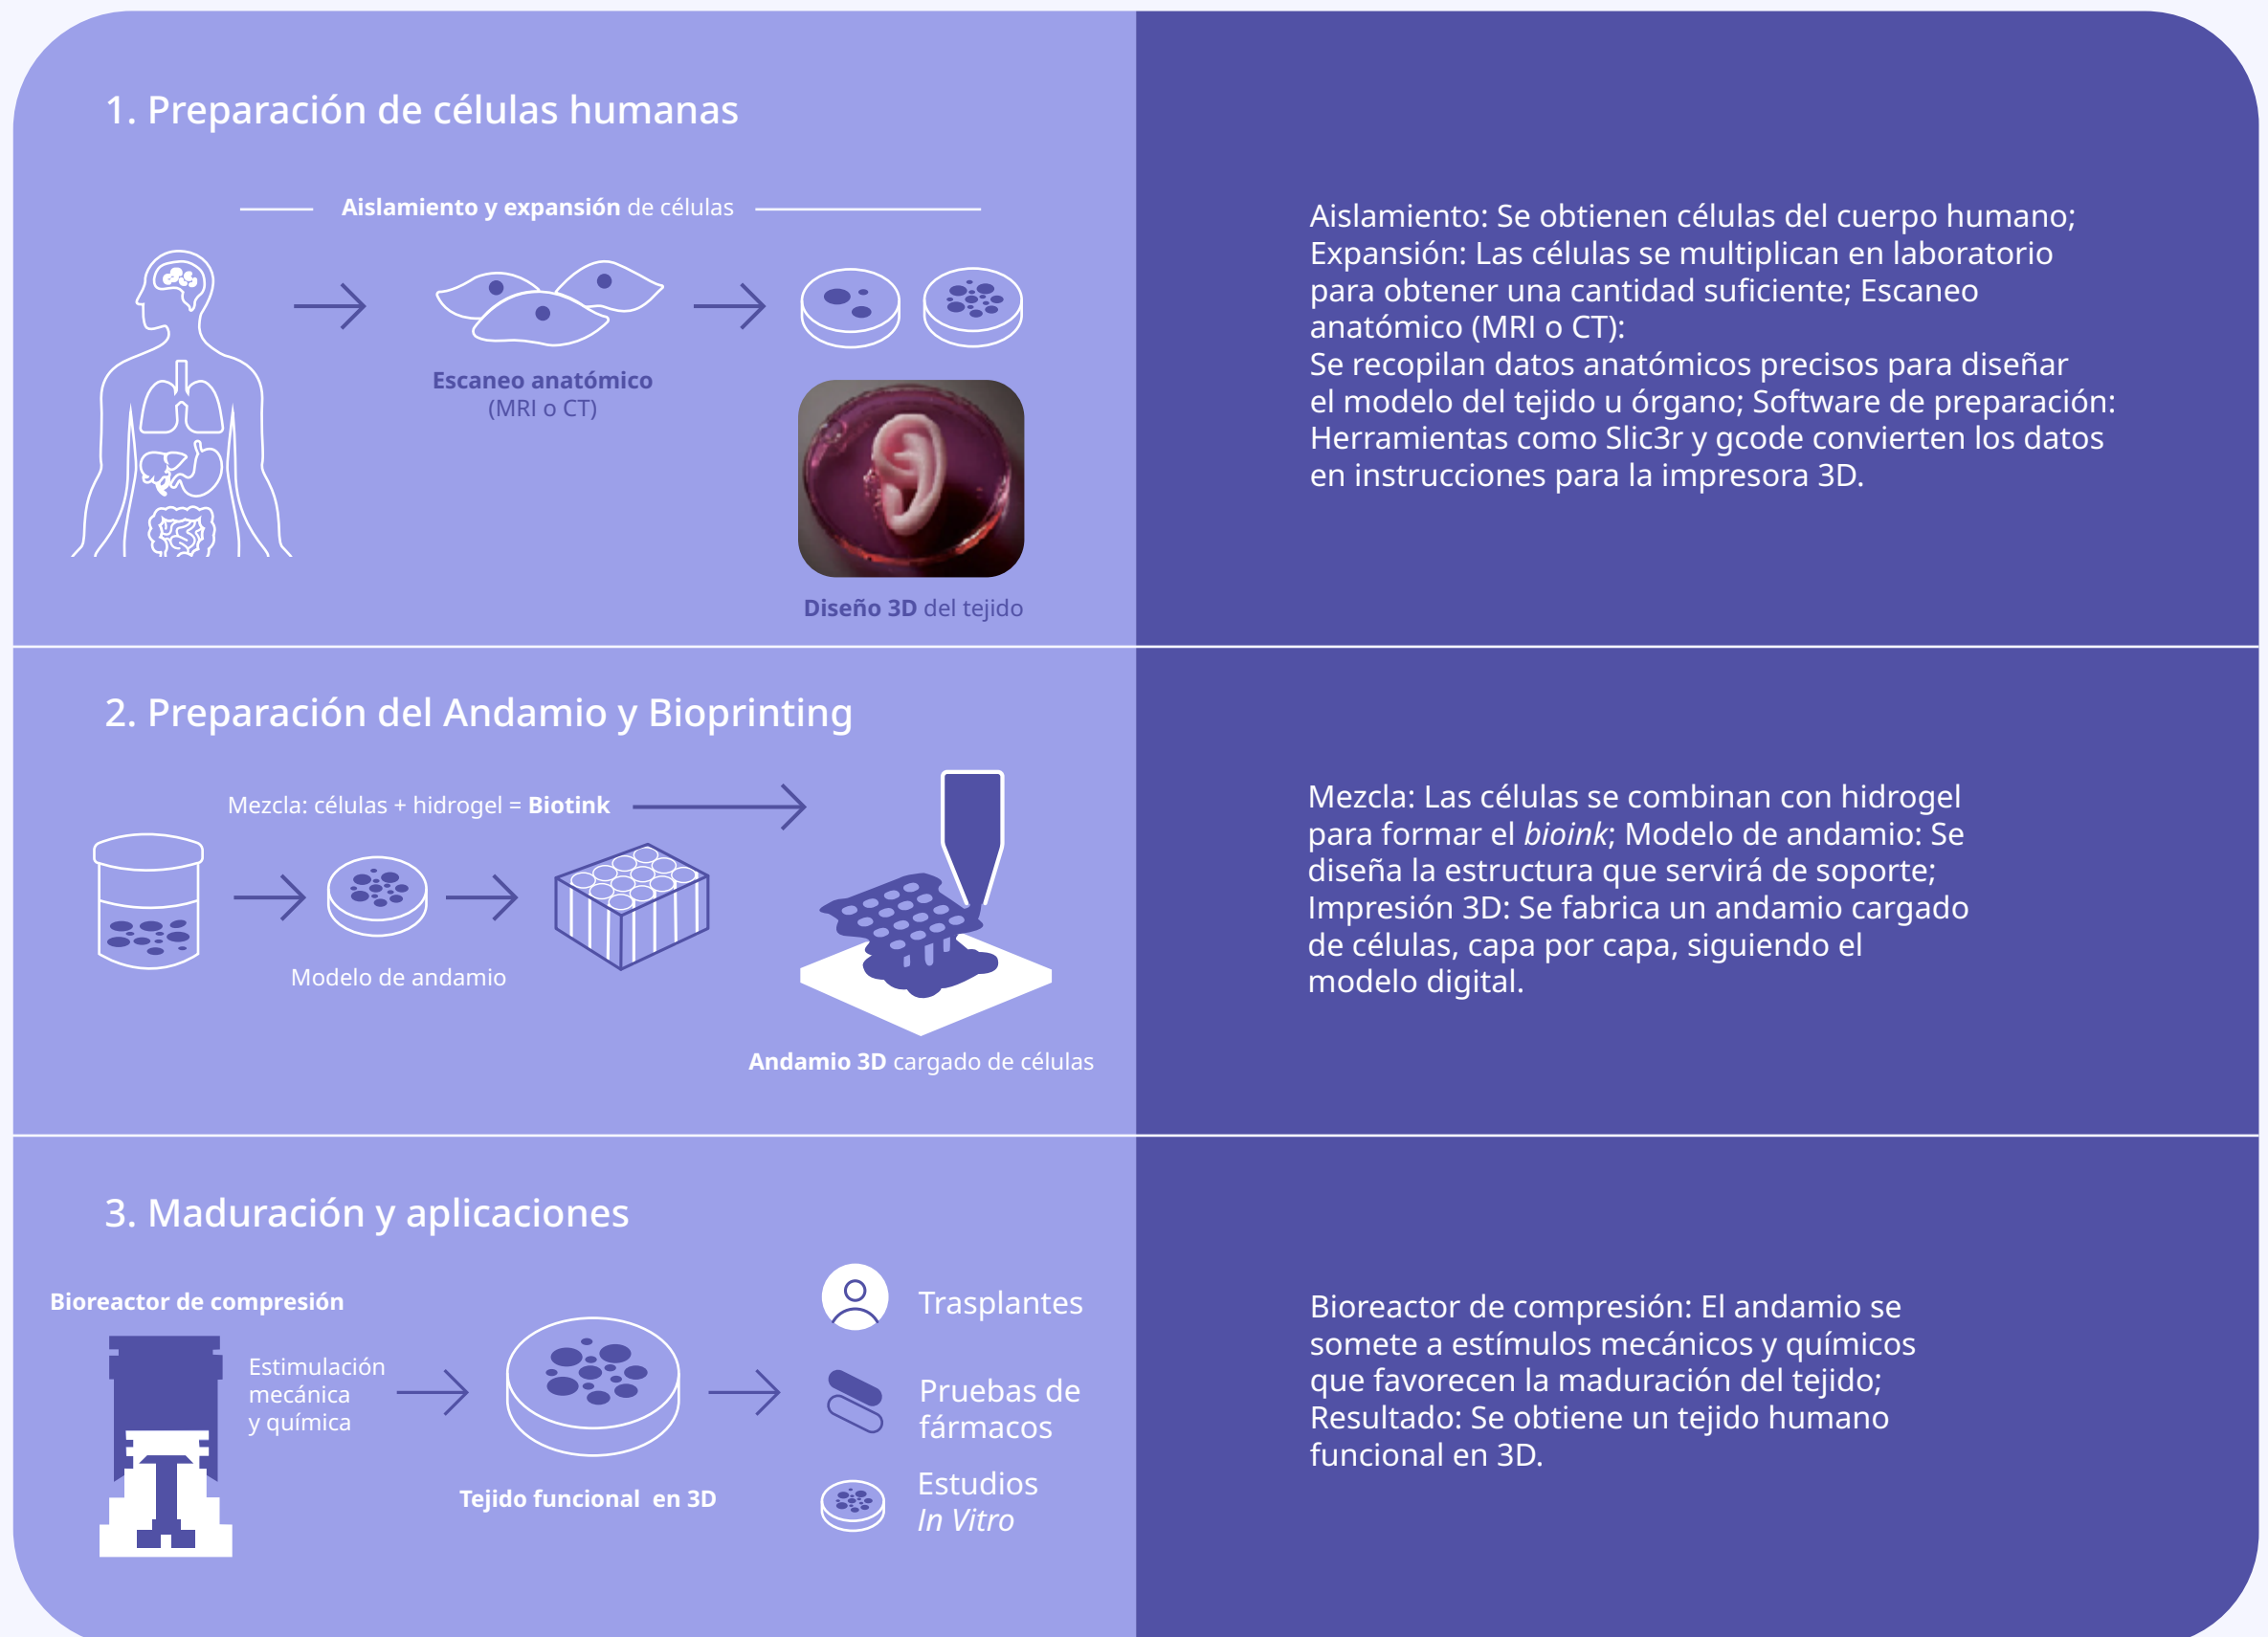 1. Preparación de células humanas
Aislamiento y expansión de células
Escaneo anatómico
(MRI o CT)
Diseño 3D del tejido
Aislamiento: Se obtienen células del cuerpo humano;
Expansión: Las células se multiplican en laboratorio
para obtener una cantidad suficiente; Escaneo
anatómico (MRI o CT):
Se recopilan datos anatómicos precisos para diseñar
el modelo del tejido u órgano; Software de preparación:
Herramientas como Slic3r y gcode convierten los datos
en instrucciones para la impresora 3D.
2. Preparación del Andamio y Bioprinting
Mezcla: células + hidrogel = Biotink
Modelo de andamio
Andamio 3D cargado de células
Mezcla: Las células se combinan con hidrogel
para formar el bioink; Modelo de andamio: Se
diseña la estructura que servirá de soporte;
Impresión 3D: Se fabrica un andamio cargado
de células, capa por capa, siguiendo el
modelo digital.
3. Maduración y aplicaciones
Bioreactor de compresión
Estimulación
mecánica
y química
Tejido funcional en 3D
Trasplantes
Pruebas de
fármacos
Estudios
In Vitro
Bioreactor de compresión: El andamio se
somete a estímulos mecánicos y químicos
que favorecen la maduración del tejido;
Resultado: Se obtiene un tejido humano
funcional en 3D.